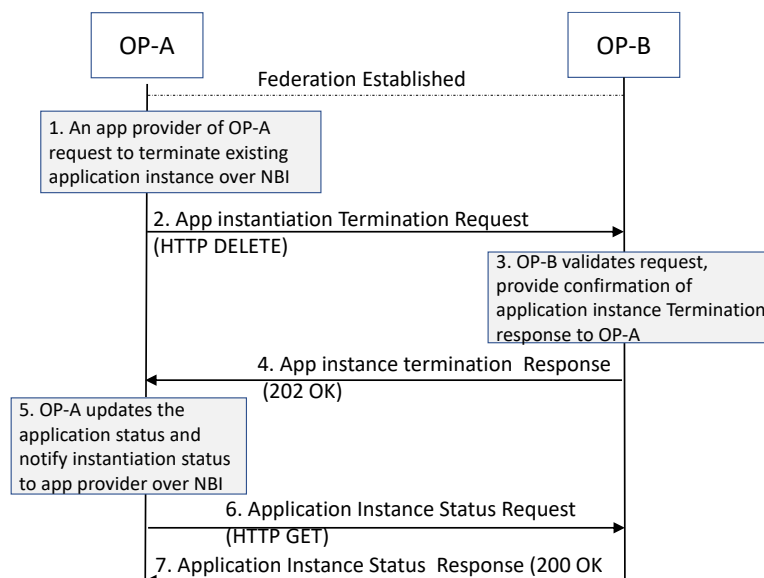 OP-A
OP-B
Federation Established
1. An app provider of OP-A
request to terminate existing
application instance over NBI
2. App instantiation Termination Request
(HTTP DELETE)
3. OP-B validates request,
provide confirmation of
application instance Termination
response to OP-A
4. App instance termination Response
(202 OK)
5. OP-A updates the
application status and
notify instantiation status
to app provider over NBI
6. Application Instance Status Request
(HTTP GET)
7. Application Instance Status Response (200 OK